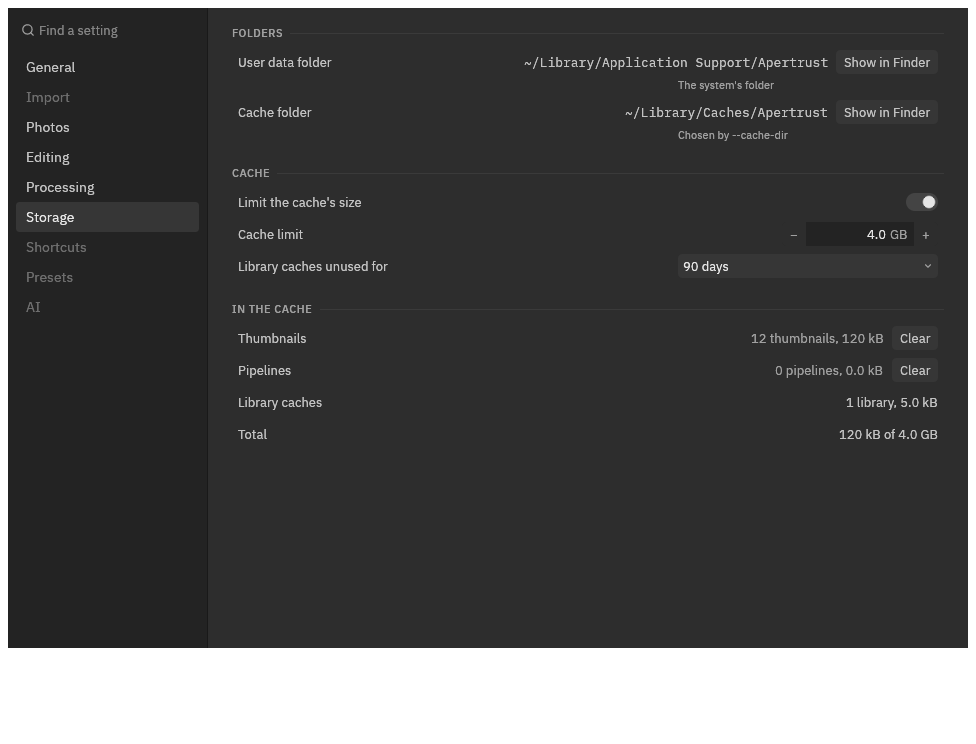 Find a setting
General
Import
Photos
Editing
Processing
Storage
Shortcuts
Presets
AI
FOLDERS
User data folder ~/Library/Application Support/Apertrust Show in Finder
The system's folder
Cache folder ~/Library/Caches/Apertrust Show in Finder
Chosen by --cache-dir
CACHE
Limit the cache's size
Cache limit − 4.0 GB +
Library caches unused for 90 days
IN THE CACHE
Thumbnails 12 thumbnails, 120 kB Clear
Pipelines 0 pipelines, 0.0 kB Clear
Library caches 1 library, 5.0 kB
Total 120 kB of 4.0 GB